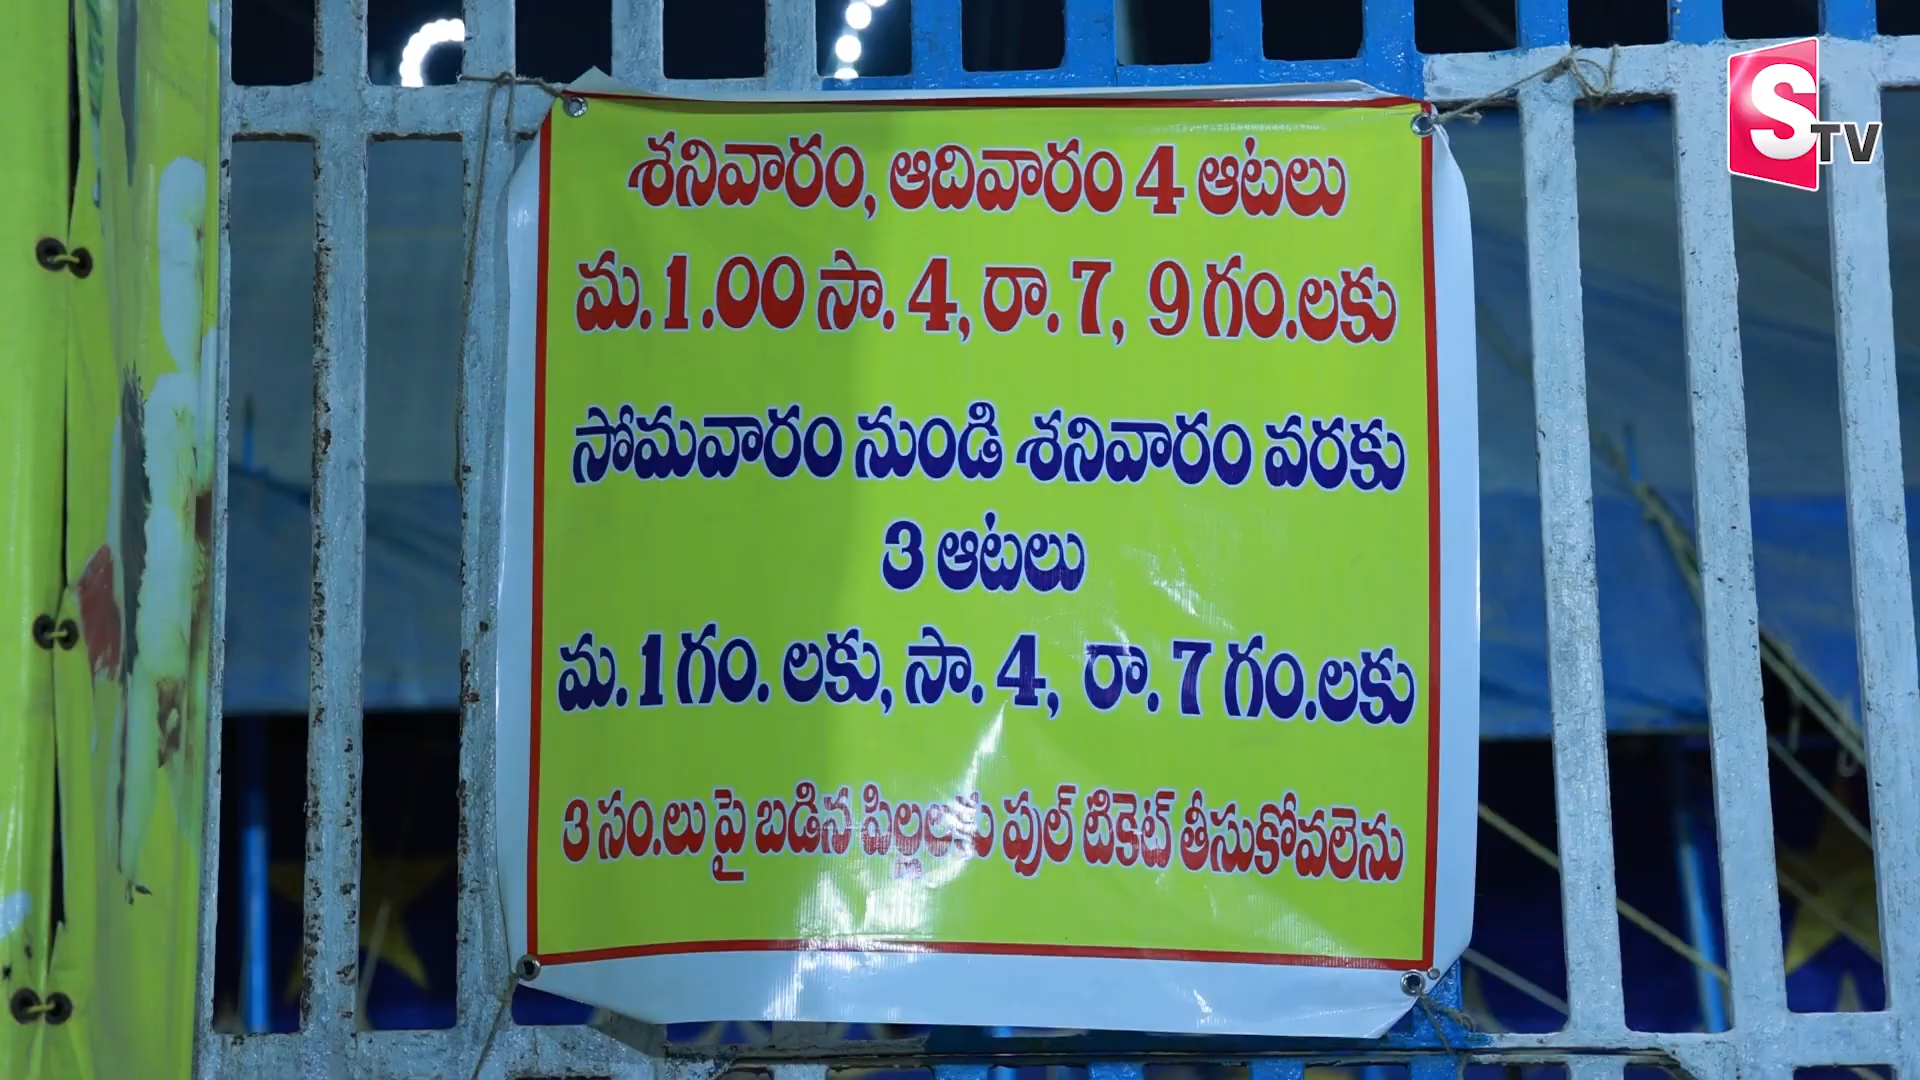 శనివారం, ఆదివారం 4 ఆటలు
మ. 1.00 సా. 4, రా. 7, 9 గం.లకు
సోమవారం నుండి శనివారం వరకు
3 ఆటలు
మ. 1 గం. లకు, సా. 4, రా. 7 గం.లకు
3 సం.లు పై బడిన పిల్లలకు ఫుల్ టికెట్ తీసుకోవలెను
S TV